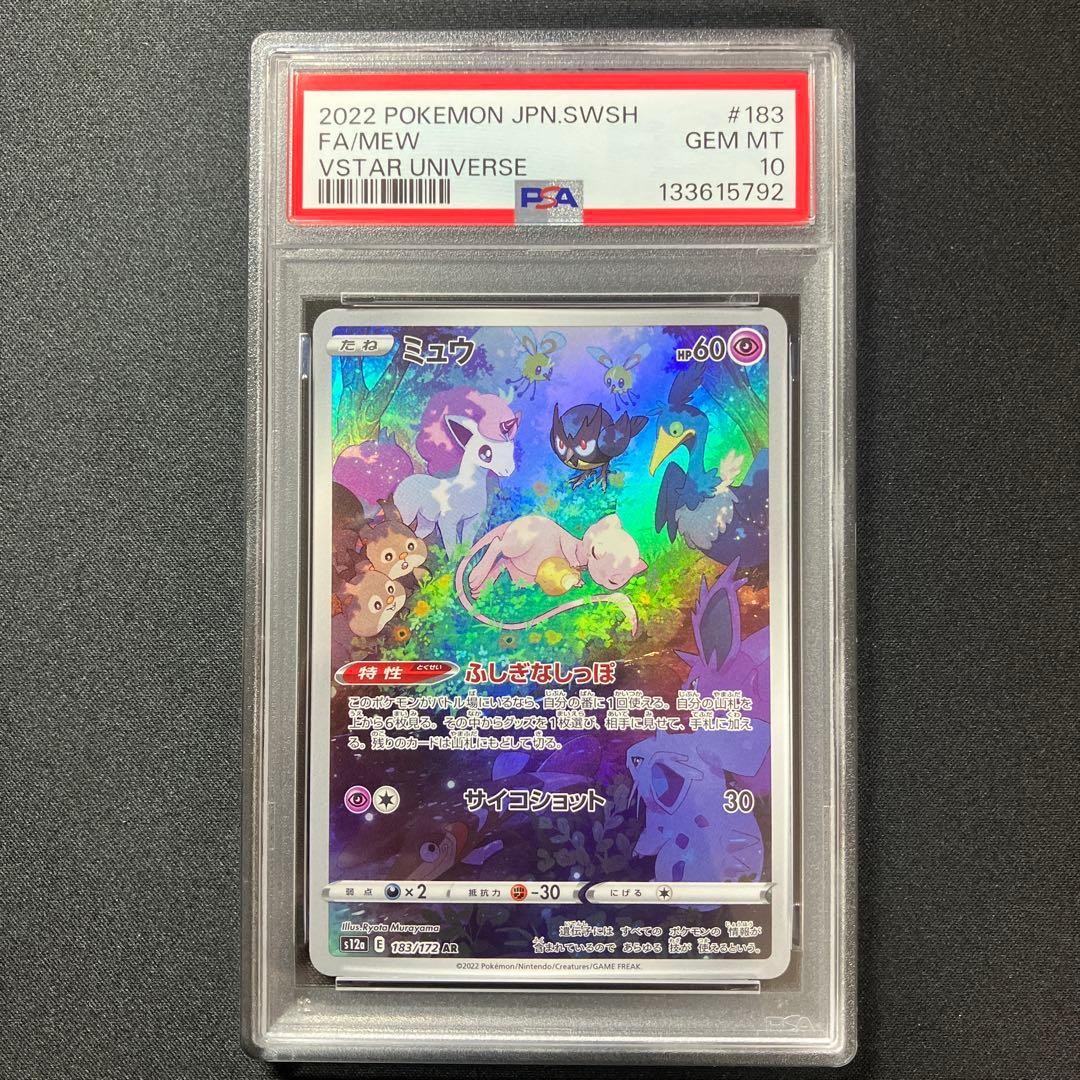 2022 POKEMON JPN.SWSH #183
FA/MEW GEM MT
VSTAR UNIVERSE 10
PSA 133615792
たね ミュウ HP60
特性 とくせい ふしぎなしっぽ
このポケモンがバトル場にいるなら、自分の番に1回使える。自分の山札を
上から6枚見る。その中からグッズを1枚選び、相手に見せて、手札に加え
る。残りのカードは山札にもどして切る。
サイコショット 30
弱点 ×2 抵抗力 -30 にげる
Illus.Ryota Murayama
s12a E 183/172 AR
遺伝子には すべての ポケモンの 情報が
含まれているので あらゆる 技が 使えるという。
©2022 Pokémon/Nintendo/Creatures/GAME FREAK.
PSA